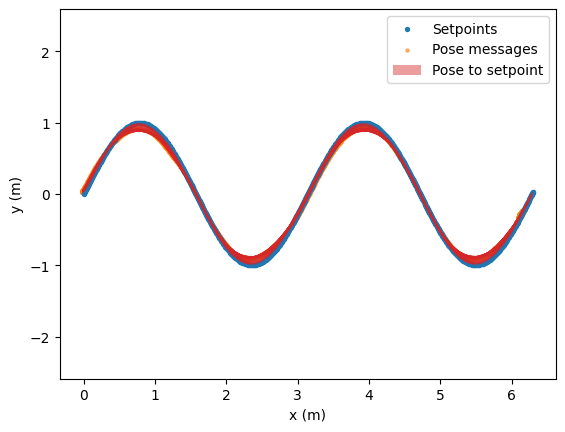 Setpoints
Pose messages
Pose to setpoint
2
1
0
−1
−2
y (m)
0
1
2
3
4
5
6
x (m)